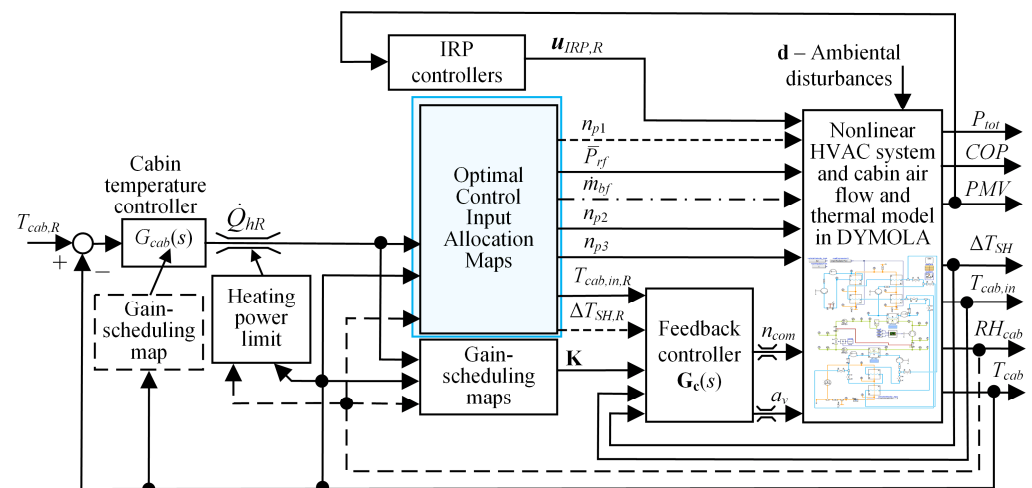 IRP
controllers
u_IRP,R
d – Ambiental
disturbances
n_p1
P̅_rf
ṁ_bf
n_p2
n_p3
T_cab,in,R
ΔT_SH,R
Optimal
Control
Input
Allocation
Maps
Nonlinear
HVAC system
and cabin air
flow and
thermal model
in DYMOLA
P_tot
COP
PMV
ΔT_SH
T_cab,in
RH_cab
T_cab
Cabin
temperature
controller
T_cab,R
+
−
G_cab(s)
Q̇_hR
Gain-
scheduling
map
Heating
power
limit
Gain-
scheduling
maps
K
Feedback
controller
G_c(s)
n_com
a_v